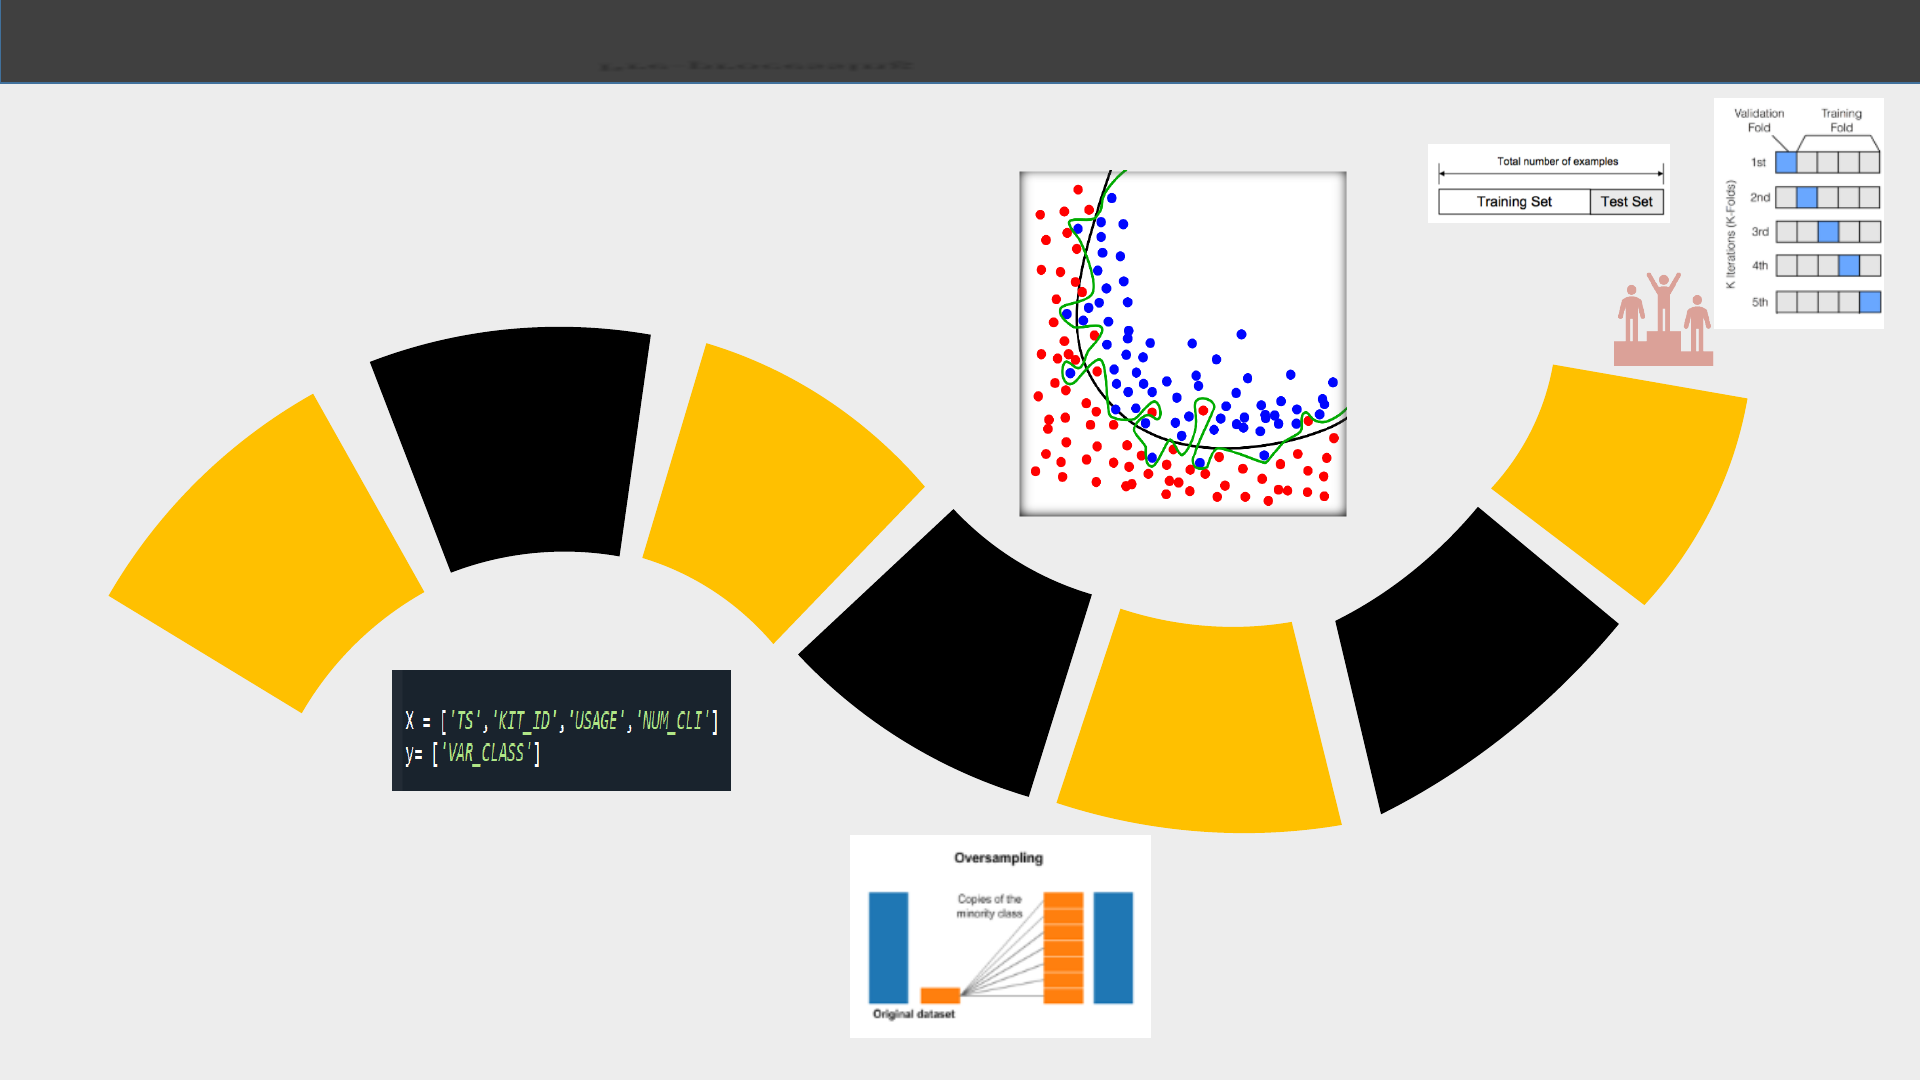 Validation
Fold
Training
Fold
K Iterations (K-Folds)
1st
2nd
3rd
4th
5th
Total number of examples
Training Set
Test Set
X = ['TS','KIT_ID','USAGE','NUM_CLI']
y= ['VAR_CLASS']
Oversampling
Copies of the
minority class
Original dataset